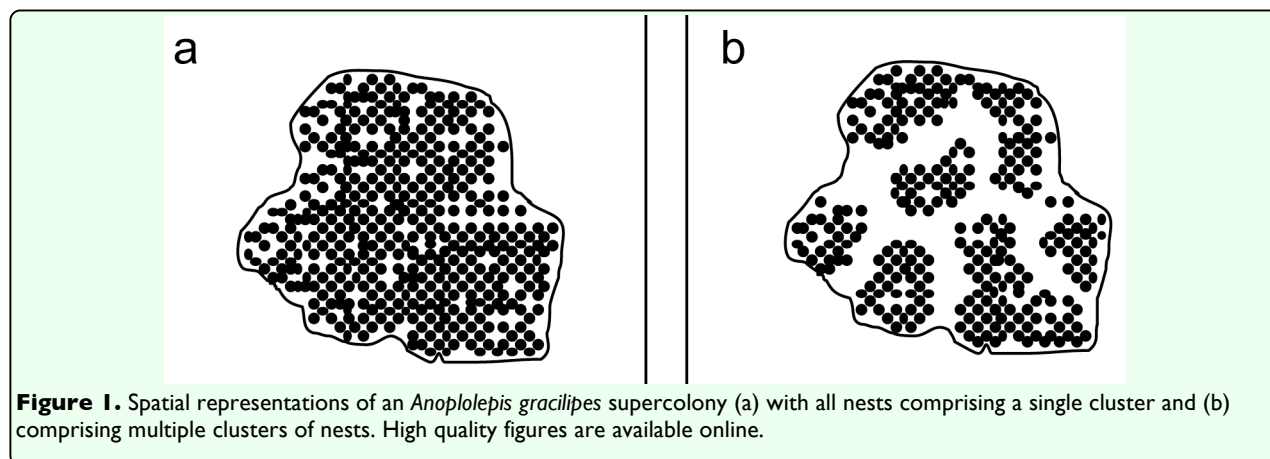 a
b
Figure 1. Spatial representations of an Anoplolepis gracilipes supercolony (a) with all nests comprising a single cluster and (b)
comprising multiple clusters of nests. High quality figures are available online.